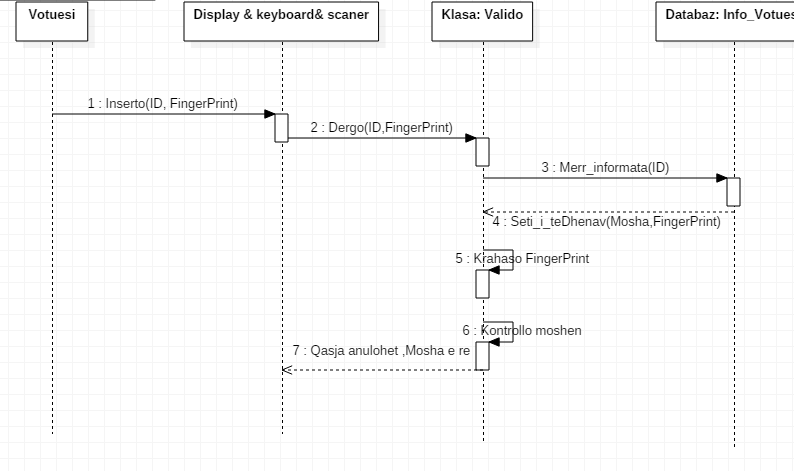 Votuesi
Display & keyboard& scaner
Klasa: Valido
Databaz: Info_Votues
1 : Inserto(ID, FingerPrint)
2 : Dergo(ID,FingerPrint)
3 : Merr_informata(ID)
4 : Seti_i_teDhenav(Mosha,FingerPrint)
5 : Krahaso FingerPrint
6 : Kontrollo moshen
7 : Qasja anulohet ,Mosha e re